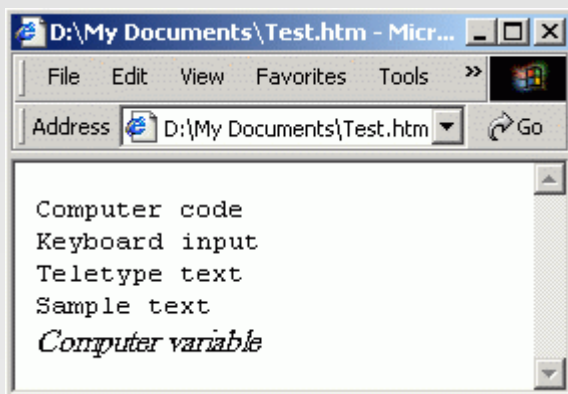 D:\My Documents\Test.htm - Micr...
File Edit View Favorites Tools »
Address D:\My Documents\Test.htm Go
Computer code
Keyboard input
Teletype text
Sample text
Computer variable